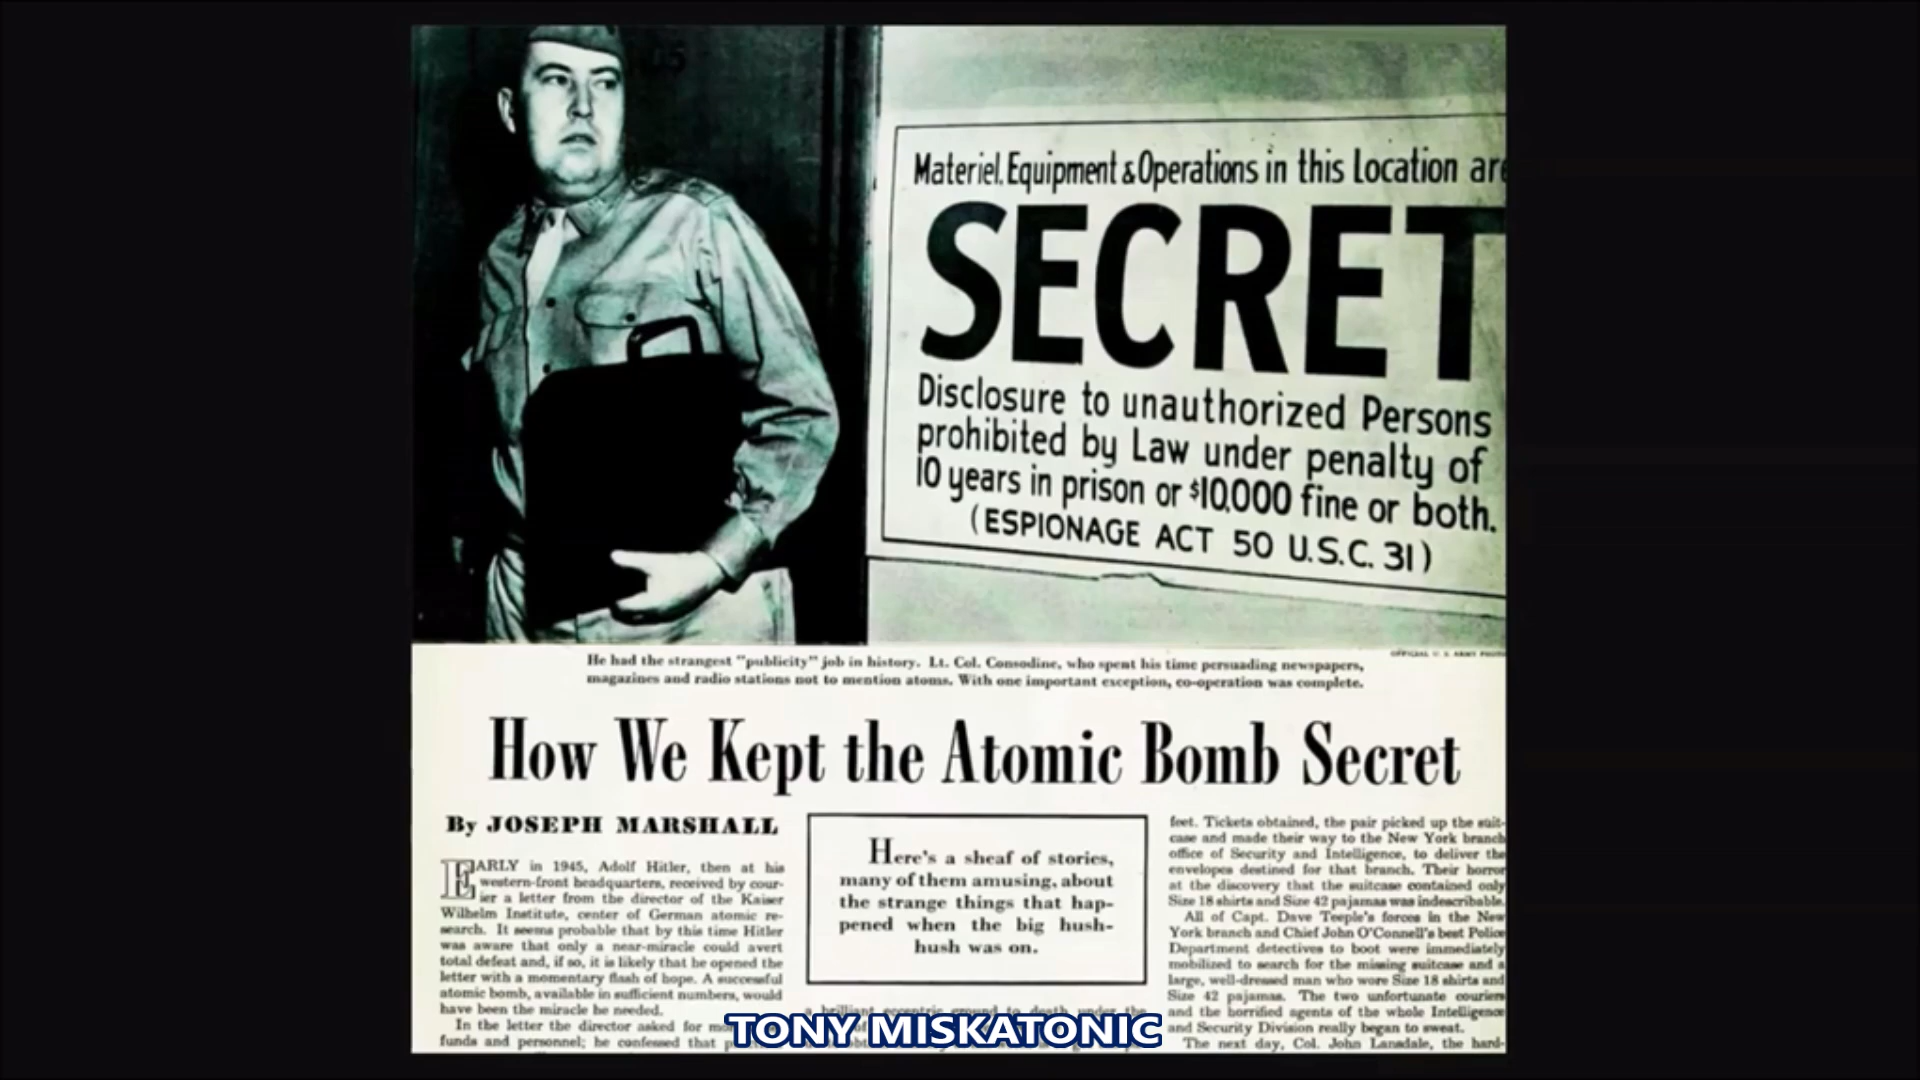 Materiel, Equipment & Operations in this Location are
SECRET
Disclosure to unauthorized Persons
prohibited by Law under penalty of
10 years in prison or $10,000 fine or both.
(ESPIONAGE ACT 50 U.S.C. 31)
He had the strangest "publicity" job in history. Lt. Col. Consodine, who spent his time persuading newspapers,
magazines and radio stations not to mention atoms. With one important exception, co-operation was complete.
How We Kept the Atomic Bomb Secret
By JOSEPH MARSHALL
EARLY in 1945, Adolf Hitler, then at his
western-front headquarters, received by cour-
ier a letter from the director of the Kaiser
Wilhelm Institute, center of German atomic re-
search. It seems probable that by this time Hitler
was aware that only a near-miracle could avert
total defeat and, if so, it is likely that he opened the
letter with a momentary flash of hope. A successful
atomic bomb, available in sufficient numbers, would
have been the miracle he needed.
In the letter the director asked for
funds and personnel; he confessed that
Here's a sheaf of stories,
many of them amusing, about
the strange things that hap-
pened when the big hush-
hush was on.
feet. Tickets obtained, the pair picked up the suit-
case and made their way to the New York branch
office of Security and Intelligence, to deliver the
envelopes destined for that branch. Their horror
at the discovery that the suitcase contained only
Size 18 shirts and Size 42 pajamas was indescribable.
All of Capt. Dave Teeple's forces in the New
York branch and Chief John O'Connell's best Police
Department detectives to boot were immediately
mobilized to search for the missing suitcase and a
large, well-dressed man who wore Size 18 shirts and
Size 42 pajamas. The two unfortunate couriers
and the horrified agents of the whole Intelligence
and Security Division really began to sweat.
The next day, Col. John Lansdale, the hard-
TONY MISKATONIC